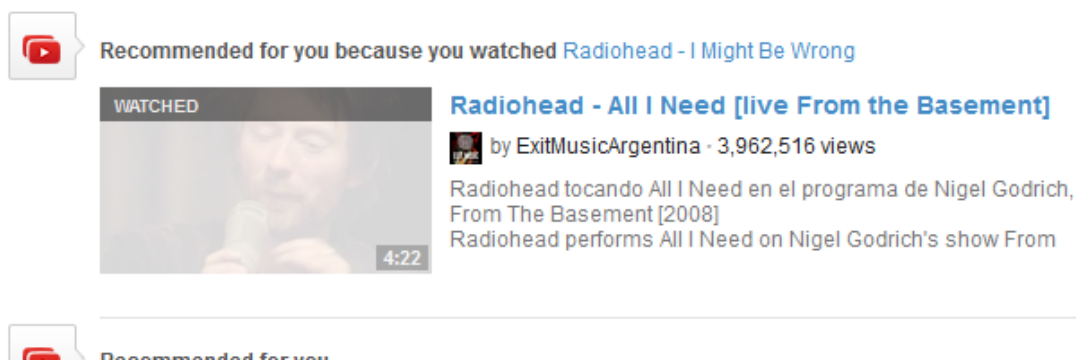 Recommended for you because you watched Radiohead - I Might Be Wrong
WATCHED
Radiohead - All I Need [live From the Basement]
by ExitMusicArgentina · 3,962,516 views
Radiohead tocando All I Need en el programa de Nigel Godrich,
From The Basement [2008]
Radiohead performs All I Need on Nigel Godrich's show From
4:22
Recommended for you